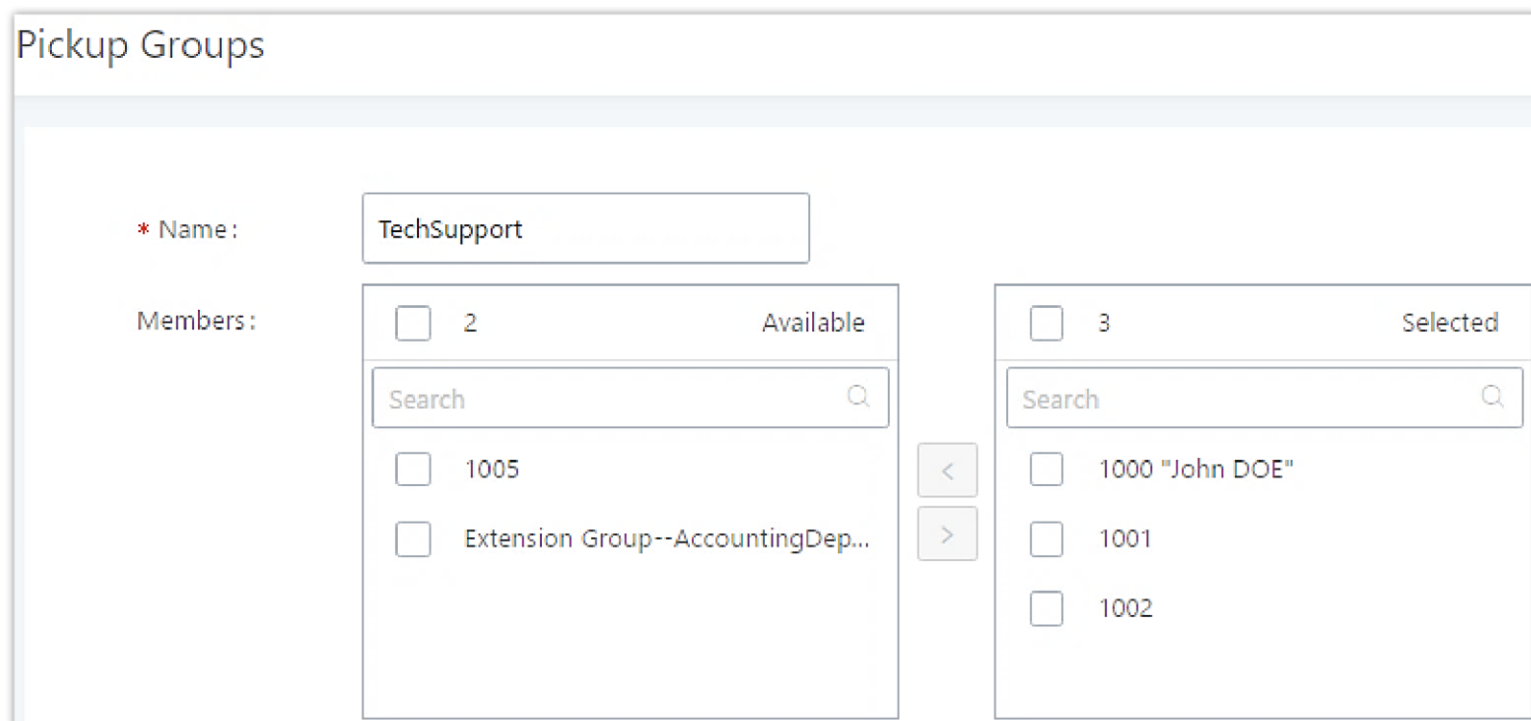 Pickup Groups
* Name:
TechSupport
Members:
2 Available
3 Selected
Search
Search
1005
1000 "John DOE"
<
Extension Group--AccountingDep...
1001
>
1002